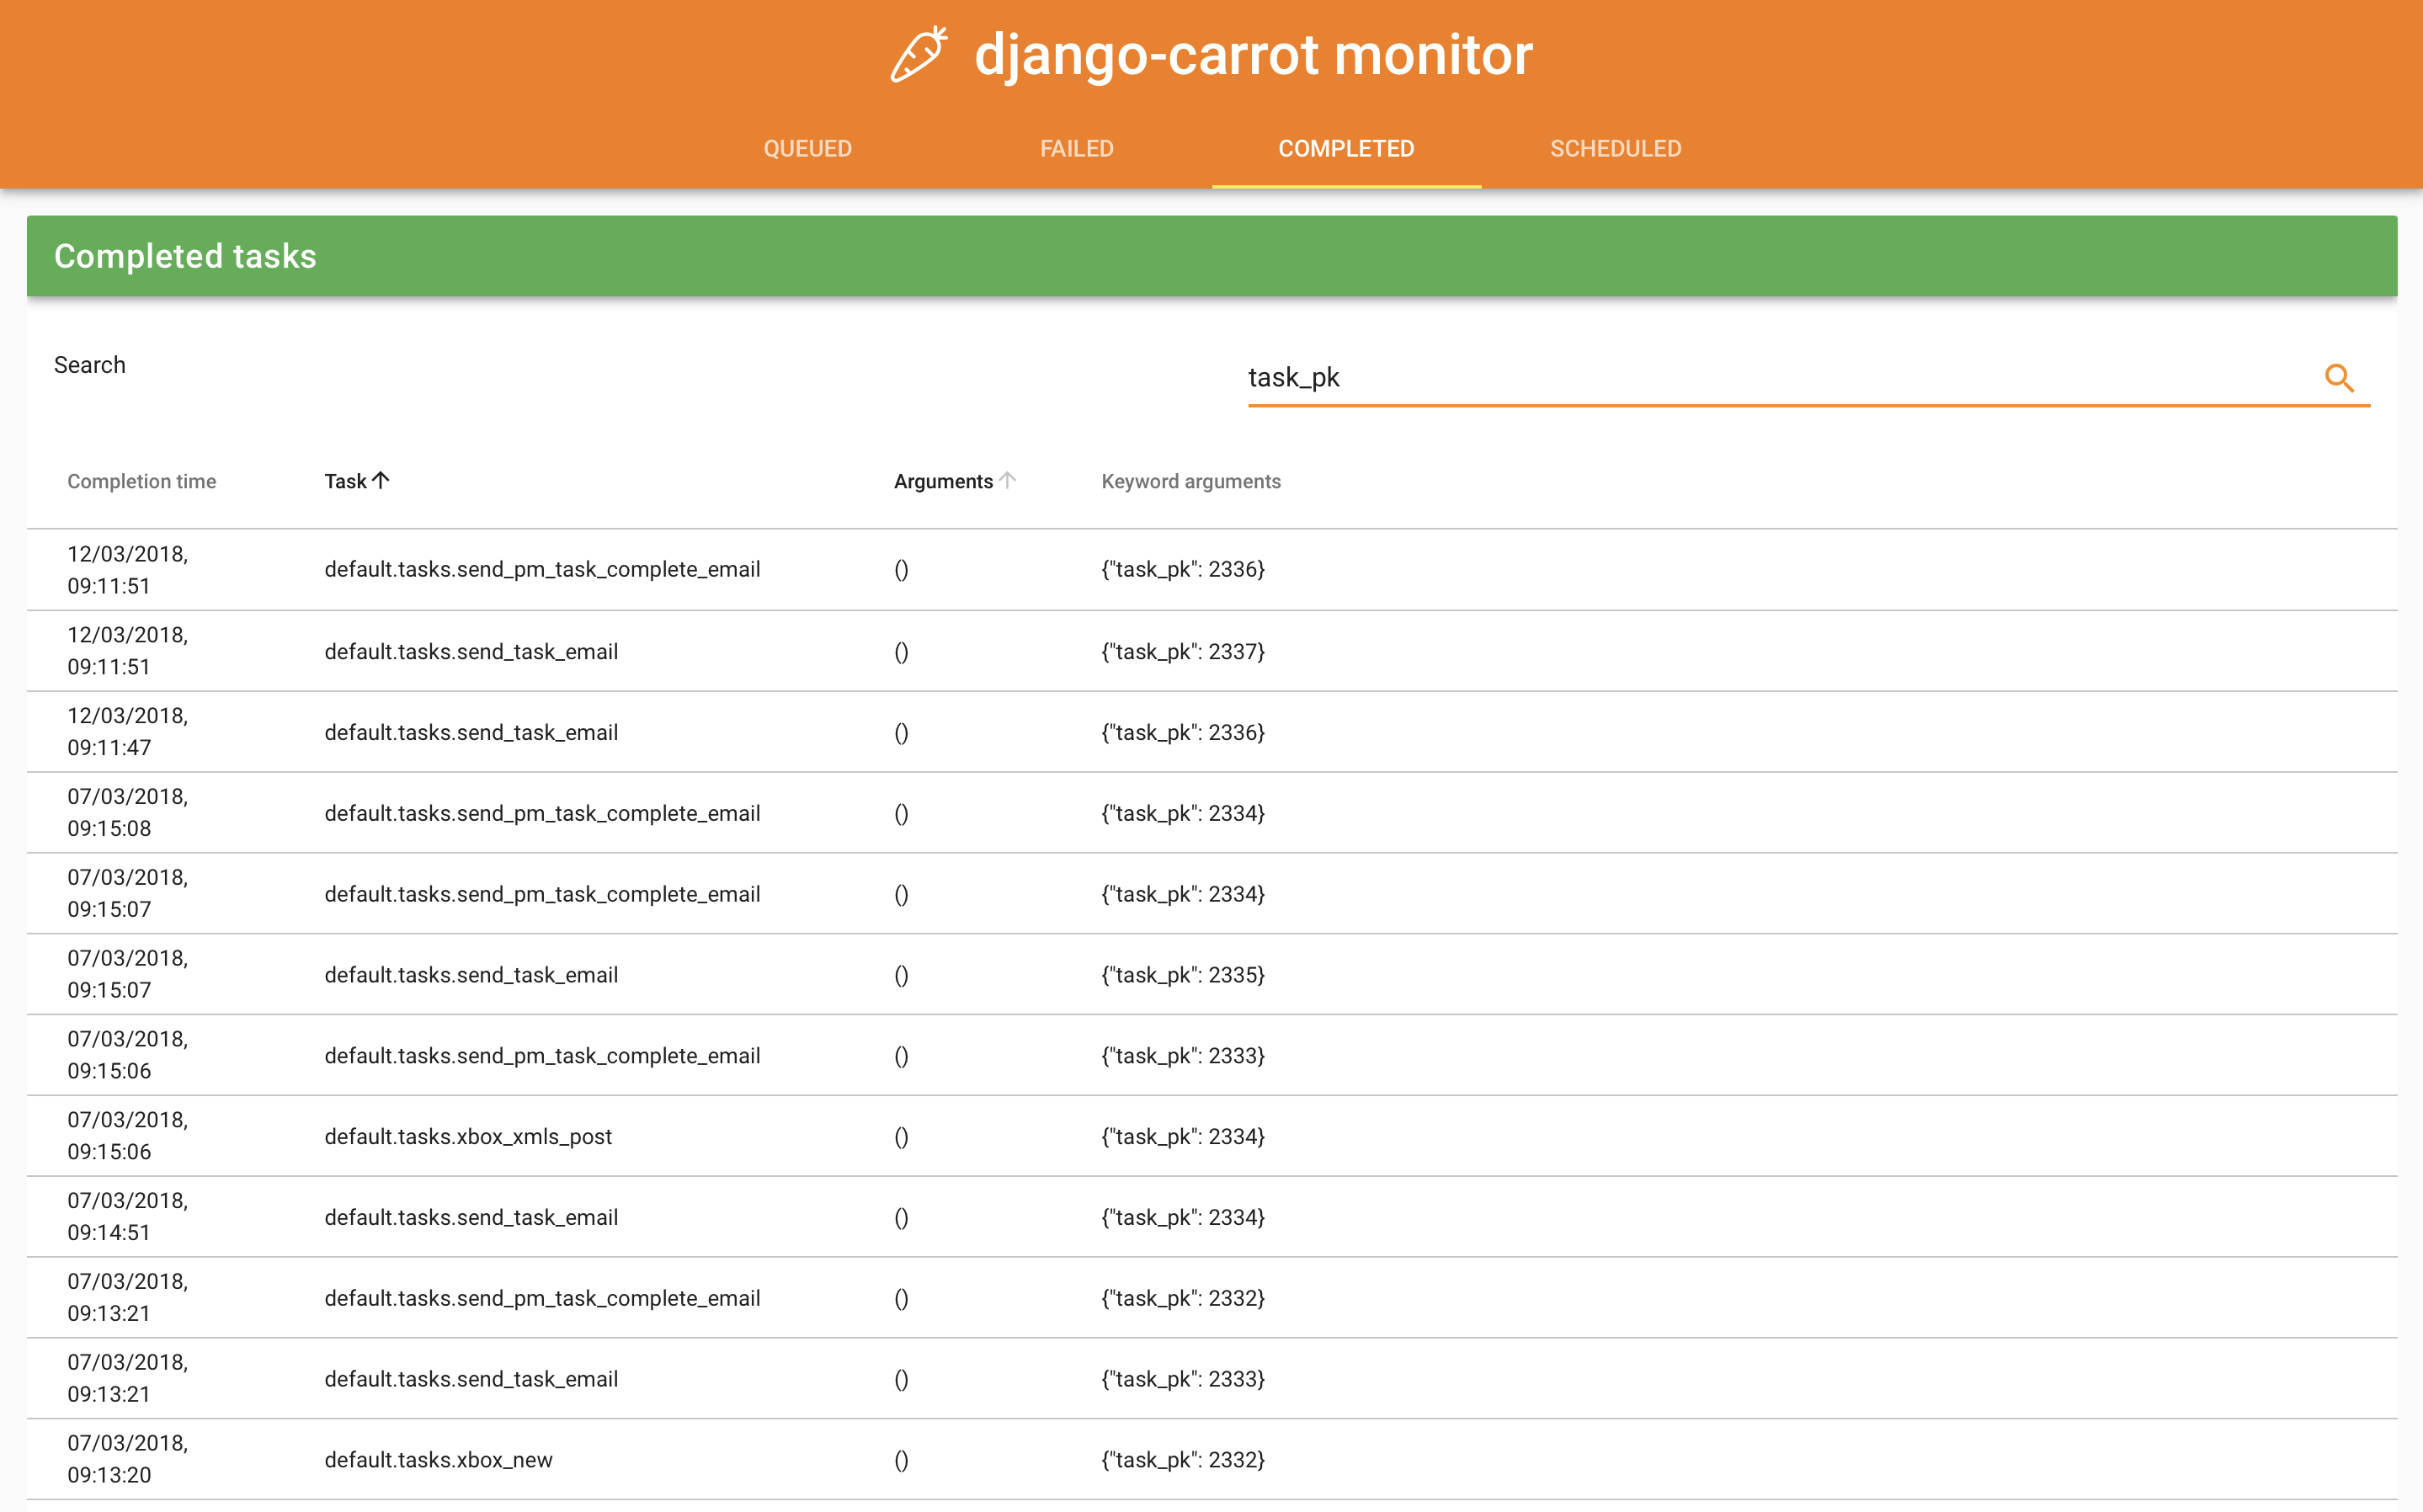 django-carrot monitor
QUEUED FAILED COMPLETED SCHEDULED
Completed tasks
Search task_pk
Completion time Task Arguments Keyword arguments
12/03/2018,
09:11:51 default.tasks.send_pm_task_complete_email () {"task_pk": 2336}
12/03/2018,
09:11:51 default.tasks.send_task_email () {"task_pk": 2337}
12/03/2018,
09:11:47 default.tasks.send_task_email () {"task_pk": 2336}
07/03/2018,
09:15:08 default.tasks.send_pm_task_complete_email () {"task_pk": 2334}
07/03/2018,
09:15:07 default.tasks.send_pm_task_complete_email () {"task_pk": 2334}
07/03/2018,
09:15:07 default.tasks.send_task_email () {"task_pk": 2335}
07/03/2018,
09:15:06 default.tasks.send_pm_task_complete_email () {"task_pk": 2333}
07/03/2018,
09:15:06 default.tasks.xbox_xmls_post () {"task_pk": 2334}
07/03/2018,
09:14:51 default.tasks.send_task_email () {"task_pk": 2334}
07/03/2018,
09:13:21 default.tasks.send_pm_task_complete_email () {"task_pk": 2332}
07/03/2018,
09:13:21 default.tasks.send_task_email () {"task_pk": 2333}
07/03/2018,
09:13:20 default.tasks.xbox_new () {"task_pk": 2332}